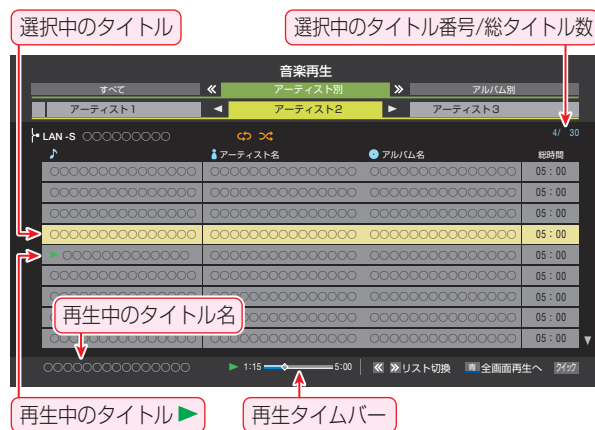 選択中のタイトル
選択中のタイトル番号/総タイトル数
音楽再生
すべて アーティスト別 アルバム別
アーティスト1 アーティスト2 アーティスト3
LAN-S ○○○○○○○○○ 4/ 30
アーティスト名 アルバム名 総時間
○○○○○○○○○○○○○○○ ○○○○○○○○○○○○○○ ○○○○○○○○○○○○○○ 05:00
○○○○○○○○○○○○○○○ ○○○○○○○○○○○○○○ ○○○○○○○○○○○○○○ 05:00
○○○○○○○○○○○○○○○ ○○○○○○○○○○○○○○ ○○○○○○○○○○○○○○ 05:00
○○○○○○○○○○○○○○○ ○○○○○○○○○○○○○○ ○○○○○○○○○○○○○○ 05:00
▶ ○○○○○○○○○○○○○ ○○○○○○○○○○○○○○ ○○○○○○○○○○○○○○ 05:00
○○○○○○○○○○○○○○○ ○○○○○○○○○○○○○○ ○○○○○○○○○○○○○○ 05:00
○○○○○○○○○○○○○○○ ○○○○○○○○○○○○○○ ○○○○○○○○○○○○○○ 05:00
05:00
05:00
再生中のタイトル名
○○○○○○○○○○○○○○○ ▶ 1:15 5:00 リスト切換 青 全画面再生へ クイック
再生中のタイトル▶
再生タイムバー